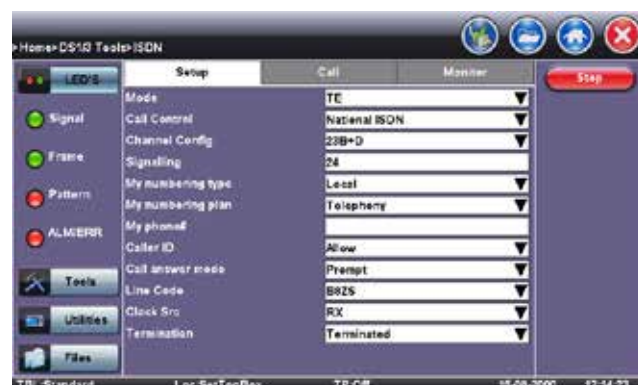 Home>DS1/3 Tools>ISDN
LED'S
Setup Call Monitor
Stop
Mode TE
Signal
Call Control National ISDN
Channel Config 23B+D
Frame
Signalling 24
My numbering type Local
Pattern
My numbering plan Telephony
My phone#
ALM/ERR
Caller ID Allow
Call answer mode Prompt
Tools
Line Code B8ZS
Utilities
Clock Src RX
Termination Terminated
Files